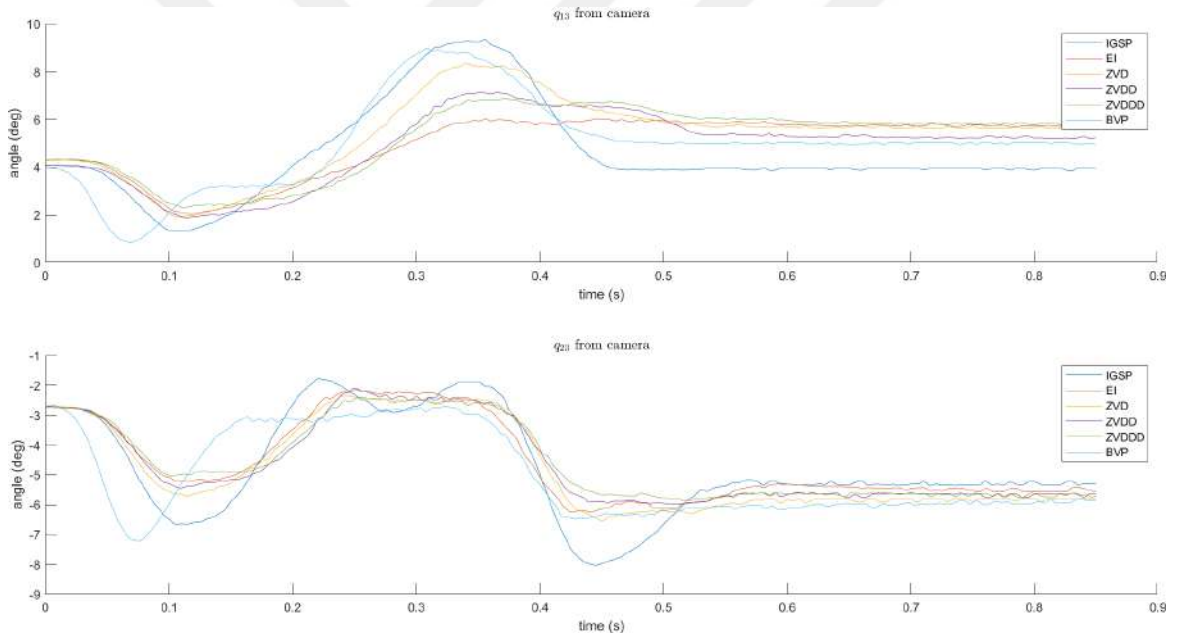 q₁₃ from camera
10
8
6
4
2
0
angle (deg)
IGSP
EI
ZVD
ZVDD
ZVDDD
BVP
0 0.1 0.2 0.3 0.4 0.5 0.6 0.7 0.8 0.9
time (s)
q₂₃ from camera
-1
-2
-3
-4
-5
-6
-7
-8
-9
angle (deg)
IGSP
EI
ZVD
ZVDD
ZVDDD
BVP
0 0.1 0.2 0.3 0.4 0.5 0.6 0.7 0.8 0.9
time (s)